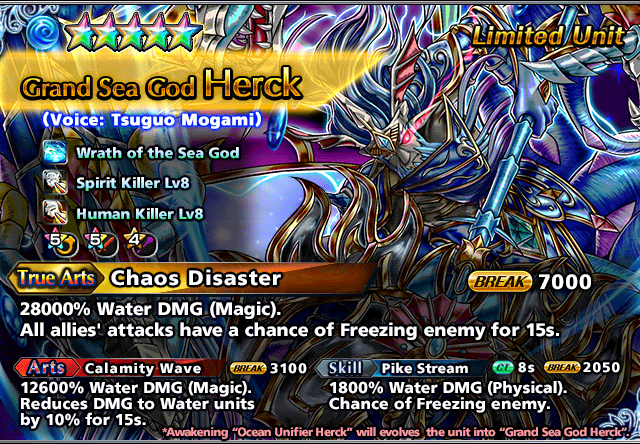 Limited Unit
Grand Sea God Herck
(Voice: Tsuguo Mogami)
Wrath of the Sea God
Spirit Killer Lv8
Human Killer Lv8
5 5 4
True Arts Chaos Disaster BREAK 7000
28000% Water DMG (Magic).
All allies' attacks have a chance of Freezing enemy for 15s.
Arts Calamity Wave BREAK 3100
12600% Water DMG (Magic).
Reduces DMG to Water units
by 10% for 15s.
Skill Pike Stream CT 8s BREAK 2050
1800% Water DMG (Physical).
Chance of Freezing enemy.
*Awakening "Ocean Unifier Herck" will evolves the unit into "Grand Sea God Herck".